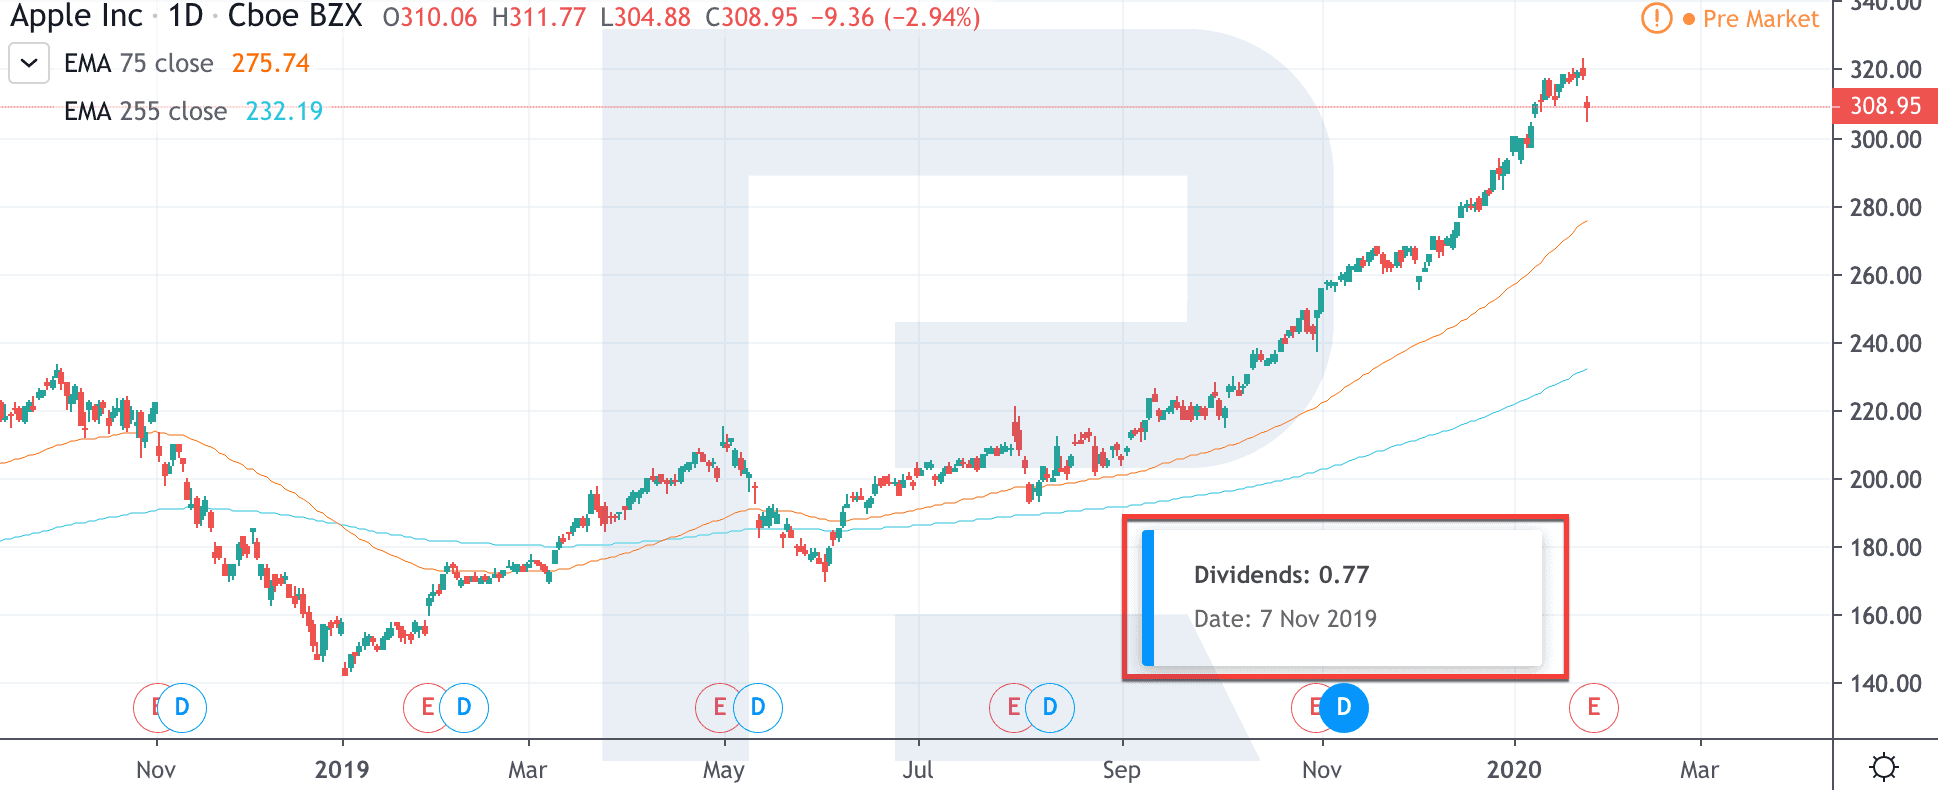 Apple Inc · 1D · Cboe BZX O310.06 H311.77 L304.88 C308.95 −9.36 (−2.94%)
! Pre Market
EMA 75 close 275.74
EMA 255 close 232.19
340.00
320.00
308.95
300.00
280.00
260.00
240.00
220.00
200.00
180.00
160.00
140.00
Dividends: 0.77
Date: 7 Nov 2019
E D E D E D E D E D E
Nov 2019 Mar May Jul Sep Nov 2020 Mar